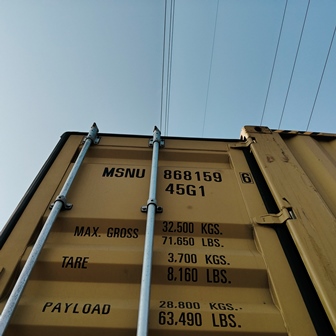 MSNU 868159 6
45G1
MAX. GROSS 32.500 KGS.
71.650 LBS.
TARE 3.700 KGS.
8.160 LBS.
PAYLOAD 28.800 KGS.
63.490 LBS.